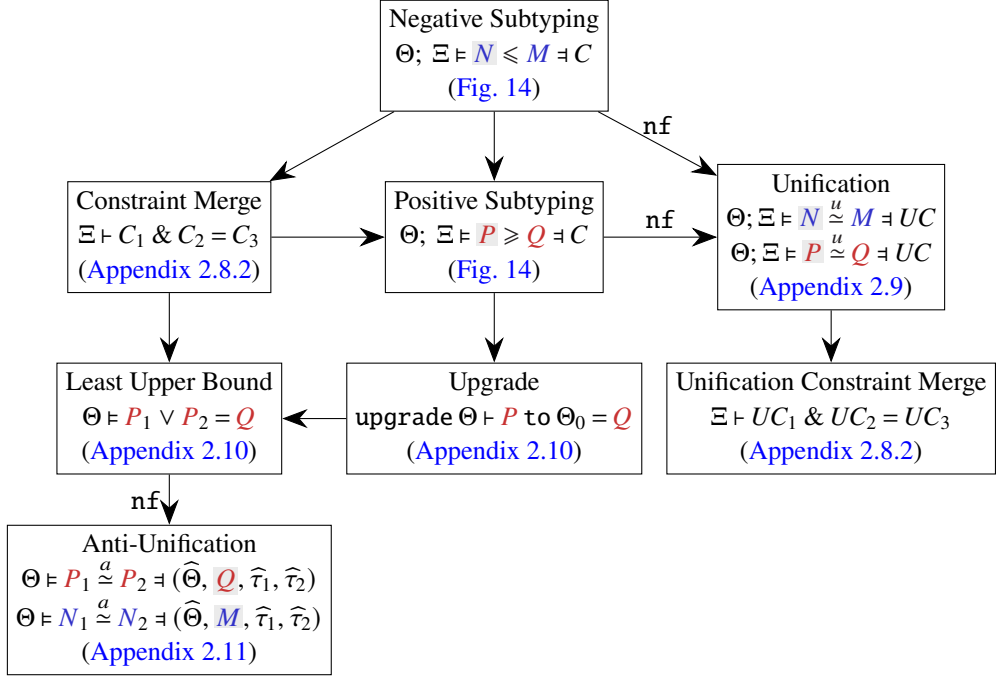 Negative Subtyping
Θ; Ξ ⊨ N ⩽ M ⫤ C
(Fig. 14)
nf
Constraint Merge
Ξ ⊢ C₁ & C₂ = C₃
(Appendix 2.8.2)
Positive Subtyping
Θ; Ξ ⊨ P ⩾ Q ⫤ C
(Fig. 14)
nf
Unification
Θ; Ξ ⊨ N ≃ᵘ M ⫤ UC
Θ; Ξ ⊨ P ≃ᵘ Q ⫤ UC
(Appendix 2.9)
Least Upper Bound
Θ ⊨ P₁ ∨ P₂ = Q
(Appendix 2.10)
Upgrade
upgrade Θ ⊢ P to Θ₀ = Q
(Appendix 2.10)
Unification Constraint Merge
Ξ ⊢ UC₁ & UC₂ = UC₃
(Appendix 2.8.2)
nf
Anti-Unification
Θ ⊨ P₁ ≃ᵃ P₂ ⫤ (Θ̂, Q, τ̂₁, τ̂₂)
Θ ⊨ N₁ ≃ᵃ N₂ ⫤ (Θ̂, M, τ̂₁, τ̂₂)
(Appendix 2.11)